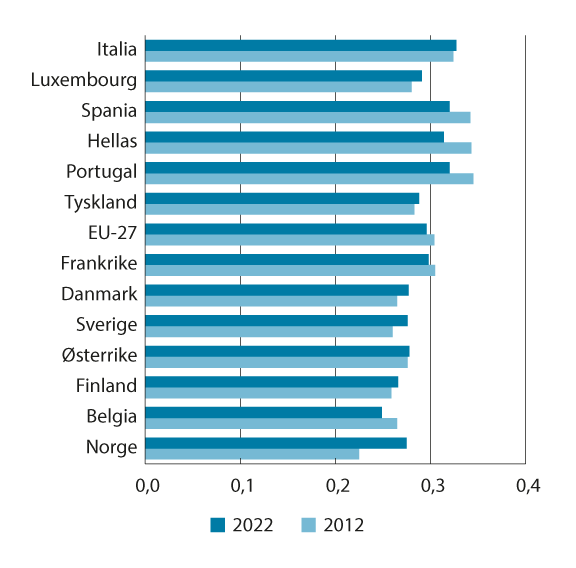 Italia
Luxembourg
Spania
Hellas
Portugal
Tyskland
EU-27
Frankrike
Danmark
Sverige
Østerrike
Finland
Belgia
Norge
0,0 0,1 0,2 0,3 0,4
2022 2012